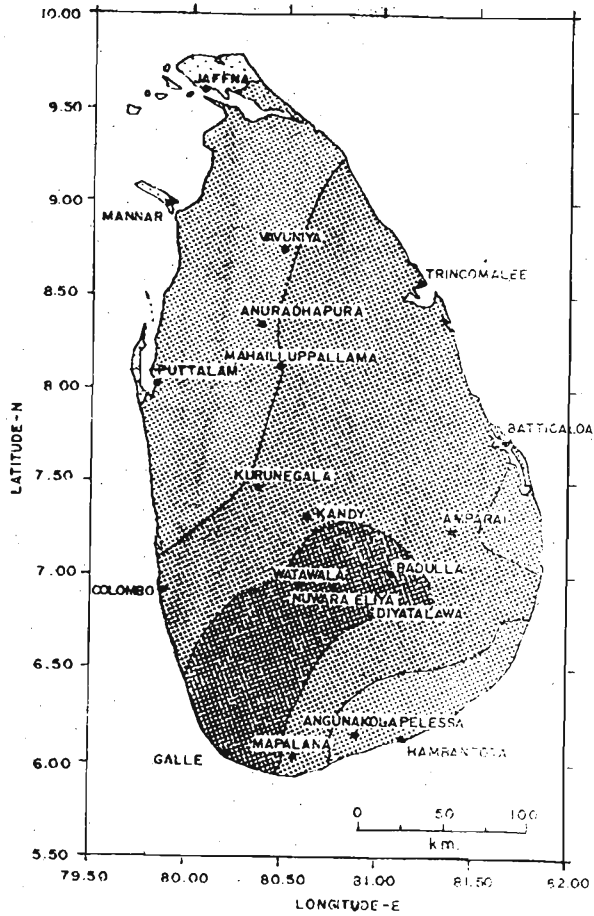 10.00
JAFFNA
9.50
9.00
MANNAR
VAVUNIYA
TRINCOMALEE
8.50
ANURADHAPURA
MAHAILLUPPALLAMA
PUTTALAM
8.00
BATTICALOA
7.50
KURUNEGALA
KANDY
AMPARAI
7.00
WATAWALA
BADULLA
COLOMBO
NUWARA ELIYA
DIYATALAWA
6.50
ANGUNAKOLAPELESSA
MAPALANA
HAMBANTOTA
GALLE
6.00
0 50 100
km.
5.50
79.50 80.00 80.50 81.00 81.50 82.00
LONGITUDE-E
LATITUDE-N